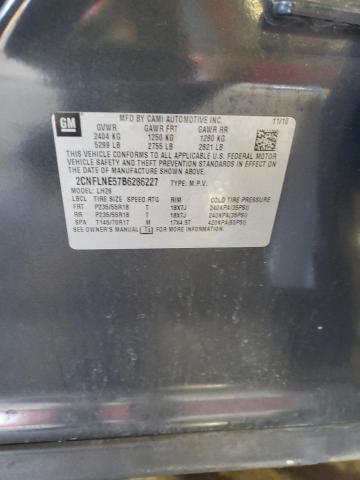 GM
MFD BY CAMI AUTOMOTIVE INC. 11/10
GVWR GAWR FRT GAWR RR
2404 KG 1250 KG 1280 KG
5299 LB 2755 LB 2821 LB
THIS VEHICLE CONFORMS TO ALL APPLICABLE U.S. FEDERAL MOTOR
VEHICLE SAFETY, BUMPER, AND THEFT PREVENTION STANDARDS IN EFFECT
ON THE DATE OF MANUFACTURE SHOWN ABOVE.
2CNFLNE57B6286227 TYPE: M.P.V.
MODEL: LH26
LBCL TIRE SIZE SPEED RTG RIM COLD TIRE PRESSURE
FRT P235/55R18 T 18X7J 240KPA(35PSI)
RR P235/55R18 T 18X7J 240KPA(35PSI)
SPA T145/70R17 M 17X4.5T 420KPA(60PSI)
SEE OWNER'S MANUAL FOR MORE INFORMATION.